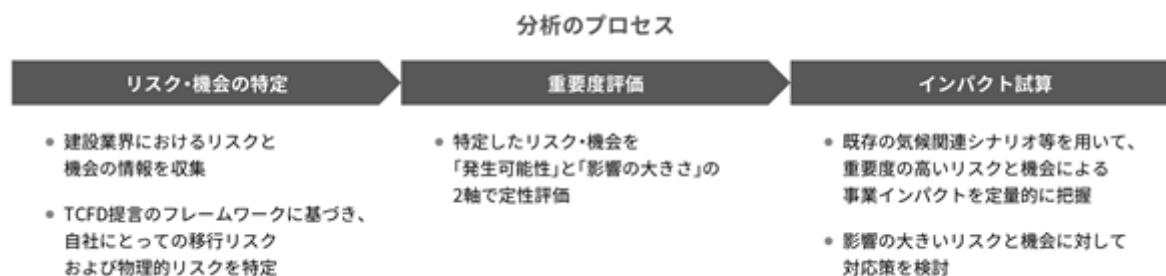 分析のプロセス
リスク・機会の特定
建設業界におけるリスクと
機会の情報を収集
TCFD提言のフレームワークに基づき、
自社にとっての移行リスク
および物理的リスクを特定
重要度評価
特定したリスク・機会を
「発生可能性」と「影響の大きさ」の
2軸で定性評価
インパクト試算
既存の気候関連シナリオ等を用いて、
重要度の高いリスクと機会による
事業インパクトを定量的に把握
影響の大きいリスクと機会に対して
対応策を検討